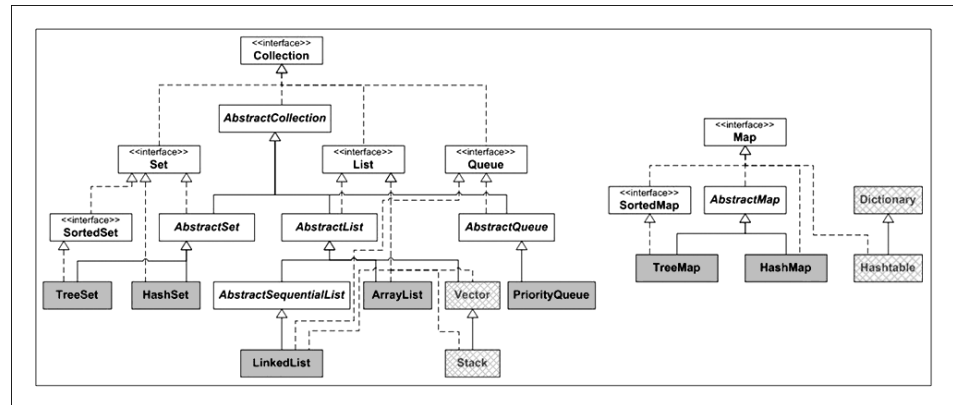 <<interface>>
Collection
AbstractCollection
<<interface>>
Set
<<interface>>
List
<<interface>>
Queue
<<interface>>
Map
<<interface>>
SortedSet
AbstractSet
AbstractList
AbstractQueue
<<interface>>
SortedMap
AbstractMap
Dictionary
TreeSet
HashSet
AbstractSequentialList
ArrayList
Vector
PriorityQueue
TreeMap
HashMap
Hashtable
LinkedList
Stack